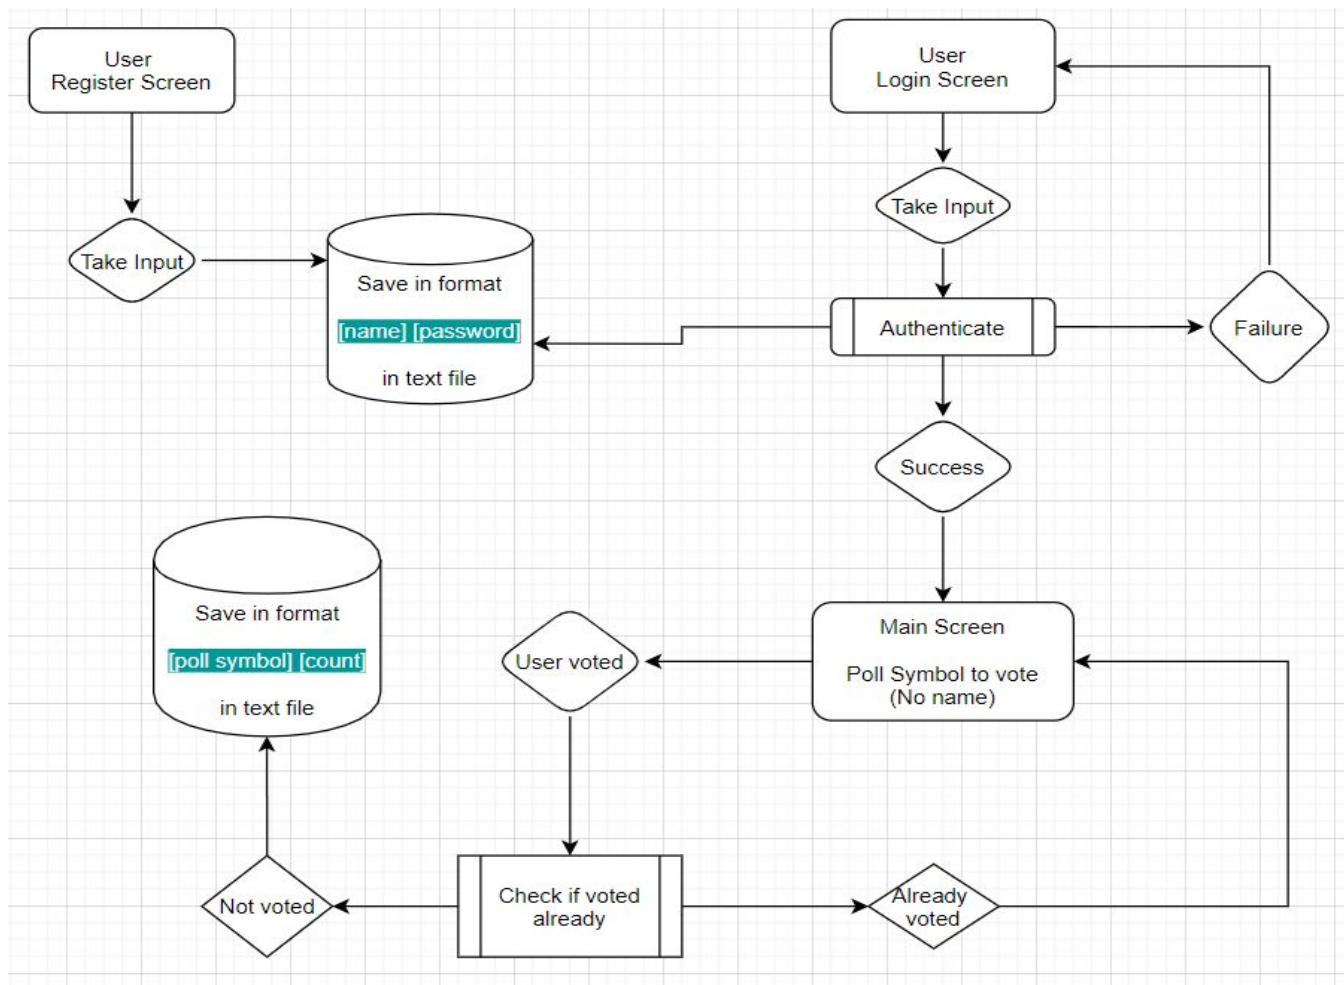 User
Register Screen
Take Input
Save in format
[name] [password]
in text file
User
Login Screen
Take Input
Authenticate
Failure
Success
Main Screen
Poll Symbol to vote
(No name)
User voted
Check if voted
already
Already
voted
Not voted
Save in format
[poll symbol] [count]
in text file